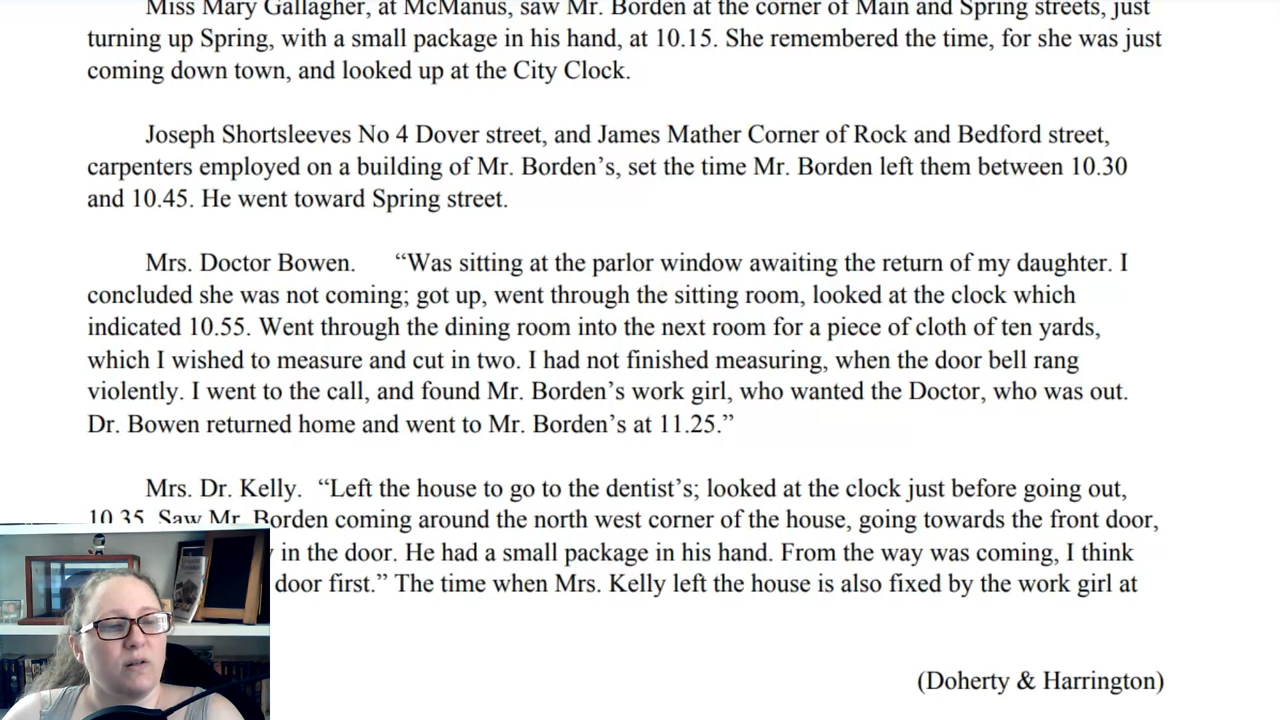 Miss Mary Gallagher, at McManus, saw Mr. Borden at the corner of Main and Spring streets, just
turning up Spring, with a small package in his hand, at 10.15. She remembered the time, for she was just
coming down town, and looked up at the City Clock.
Joseph Shortsleeves No 4 Dover street, and James Mather Corner of Rock and Bedford street,
carpenters employed on a building of Mr. Borden’s, set the time Mr. Borden left them between 10.30
and 10.45. He went toward Spring street.
Mrs. Doctor Bowen. “Was sitting at the parlor window awaiting the return of my daughter. I
concluded she was not coming; got up, went through the sitting room, looked at the clock which
indicated 10.55. Went through the dining room into the next room for a piece of cloth of ten yards,
which I wished to measure and cut in two. I had not finished measuring, when the door bell rang
violently. I went to the call, and found Mr. Borden’s work girl, who wanted the Doctor, who was out.
Dr. Bowen returned home and went to Mr. Borden’s at 11.25.”
Mrs. Dr. Kelly. “Left the house to go to the dentist’s; looked at the clock just before going out,
10.35. Saw Mr. Borden coming around the north west corner of the house, going towards the front door,
in the door. He had a small package in his hand. From the way was coming, I think
door first.” The time when Mrs. Kelly left the house is also fixed by the work girl at
(Doherty & Harrington)